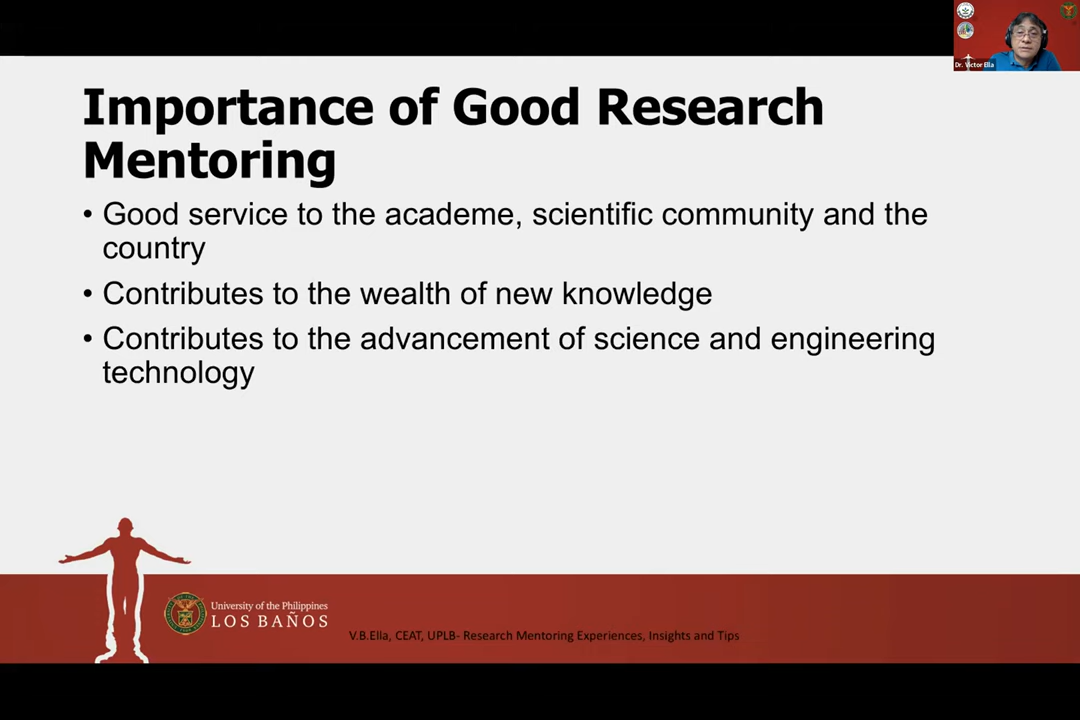 Dr. Victor Ella
Importance of Good Research
Mentoring
• Good service to the academe, scientific community and the
country
• Contributes to the wealth of new knowledge
• Contributes to the advancement of science and engineering
technology
University of the Philippines
LOS BAÑOS
V.B.Ella, CEAT, UPLB- Research Mentoring Experiences, Insights and Tips